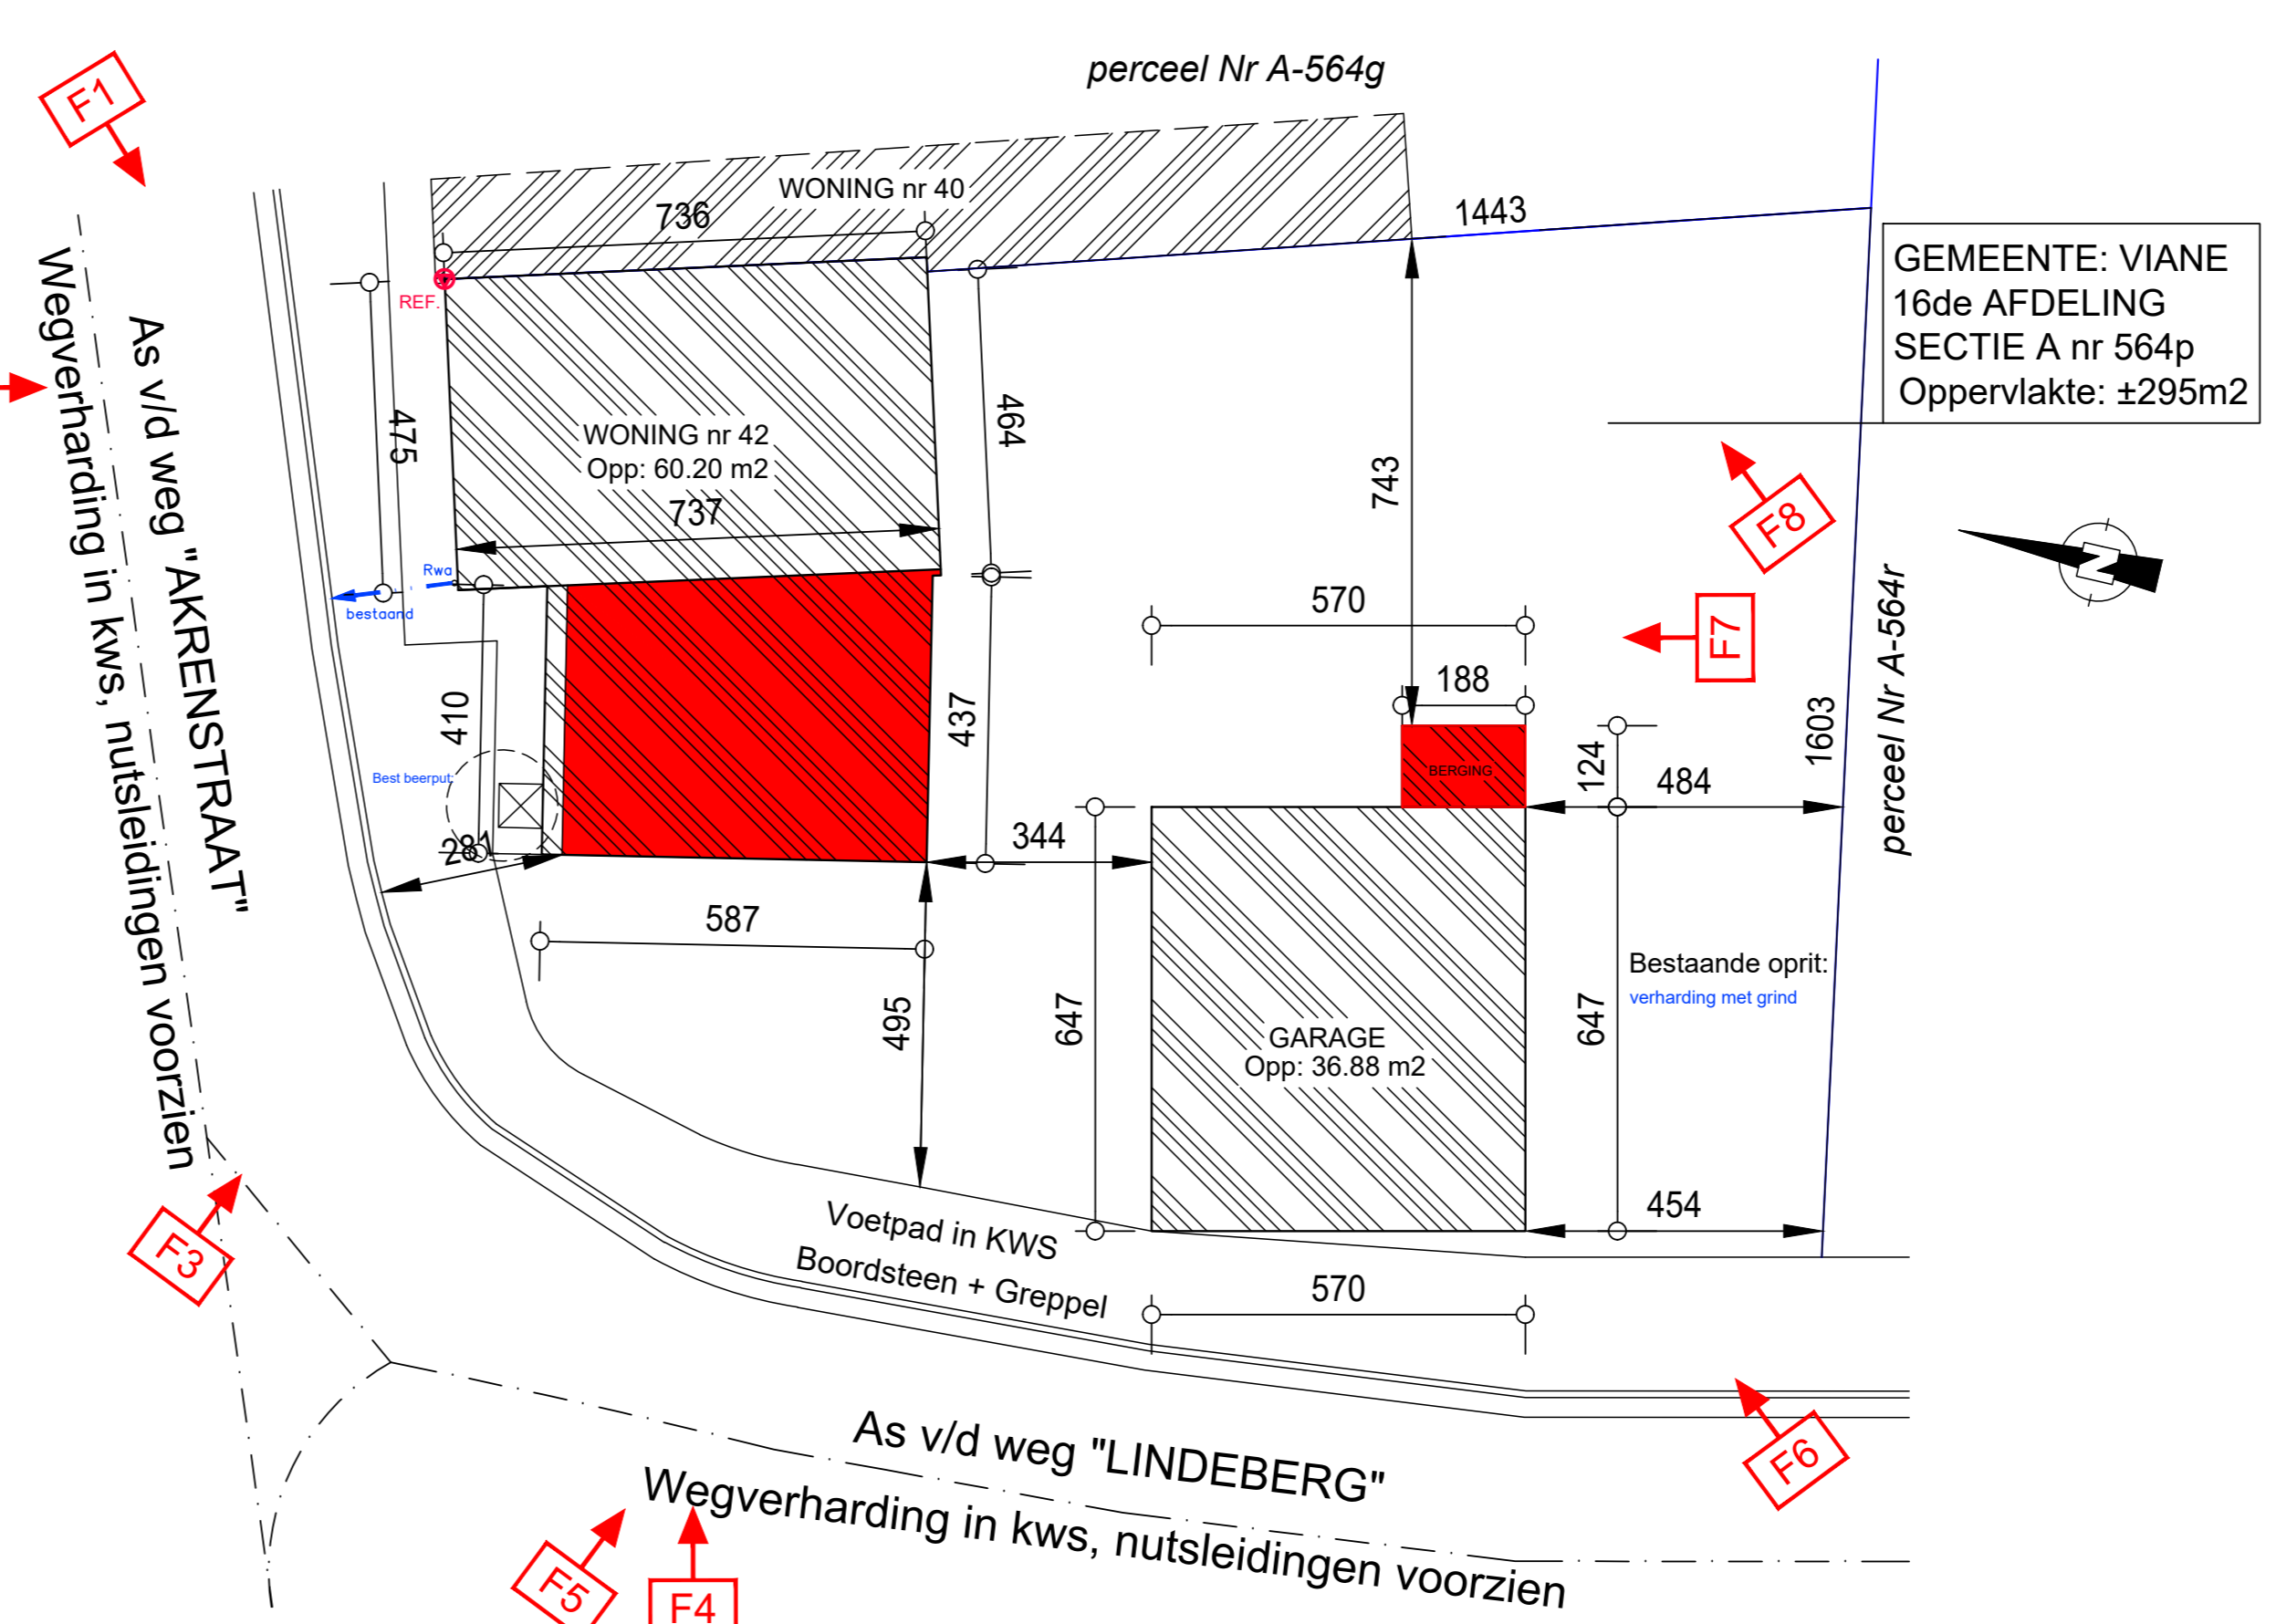 perceel Nr A-564g
F1
WONING nr 40
736
1443
REF.
GEMEENTE: VIANE
16de AFDELING
SECTIE A nr 564p
Oppervlakte: ±295m2
As v/d weg "AKRENSTRAAT"
Wegverharding in kws, nutsleidingen voorzien
475
WONING nr 42
Opp: 60.20 m2
737
464
743
F8
N
Rwa
bestaand
570
F7
188
410
437
BERGING
124
484
1603
perceel Nr A-564r
Best beerput:
281
344
587
495
647
GARAGE
Opp: 36.88 m2
647
Bestaande oprit:
verharding met grind
454
Voetpad in KWS
Boordsteen + Greppel
570
F3
As v/d weg "LINDEBERG"
Wegverharding in kws, nutsleidingen voorzien
F6
F5
F4